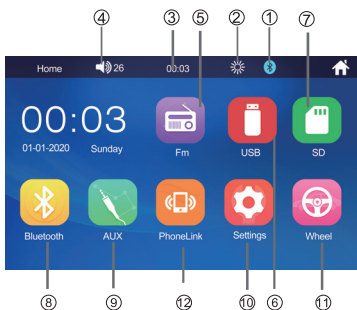 ④ ③ ⑤ ② ① ⑦
Home 26 00:03
00:03
01-01-2020 Sunday
Fm USB SD
Bluetooth AUX PhoneLink Settings Wheel
⑧ ⑨ ⑫ ⑩ ⑥ ⑪